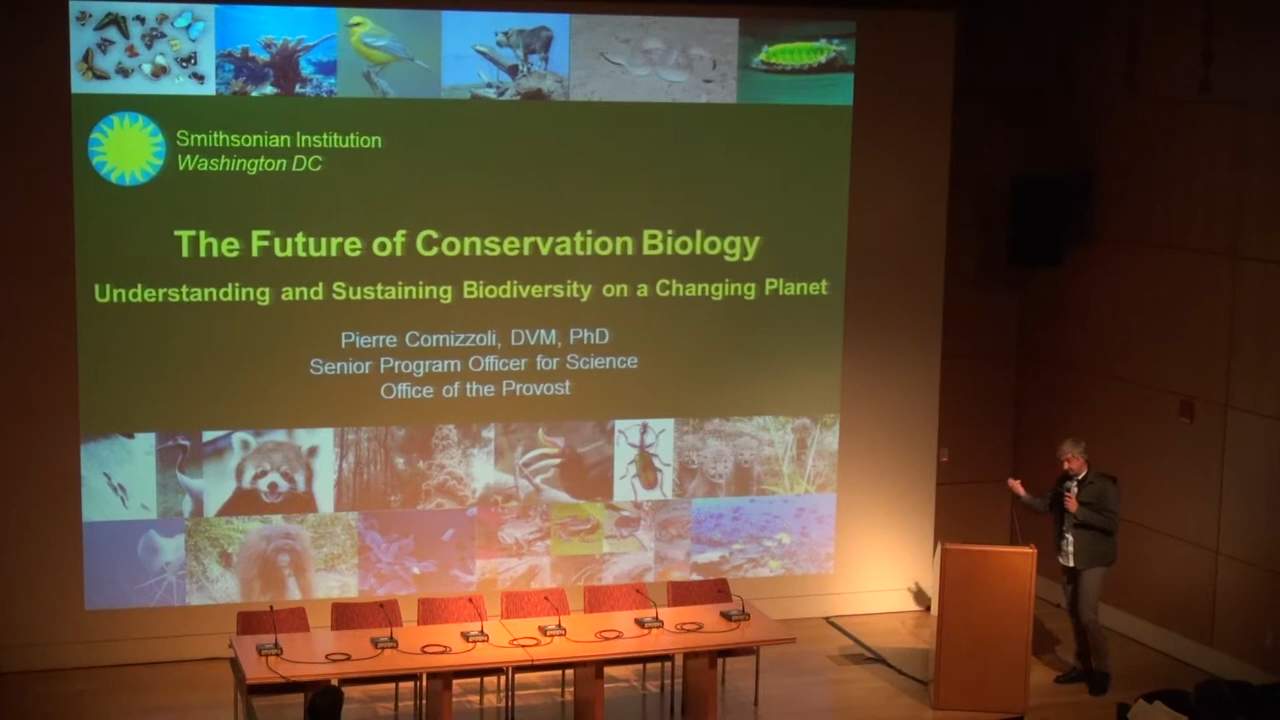 Smithsonian Institution
Washington DC
The Future of Conservation Biology
Understanding and Sustaining Biodiversity on a Changing Planet
Pierre Comizzoli, DVM, PhD
Senior Program Officer for Science
Office of the Provost